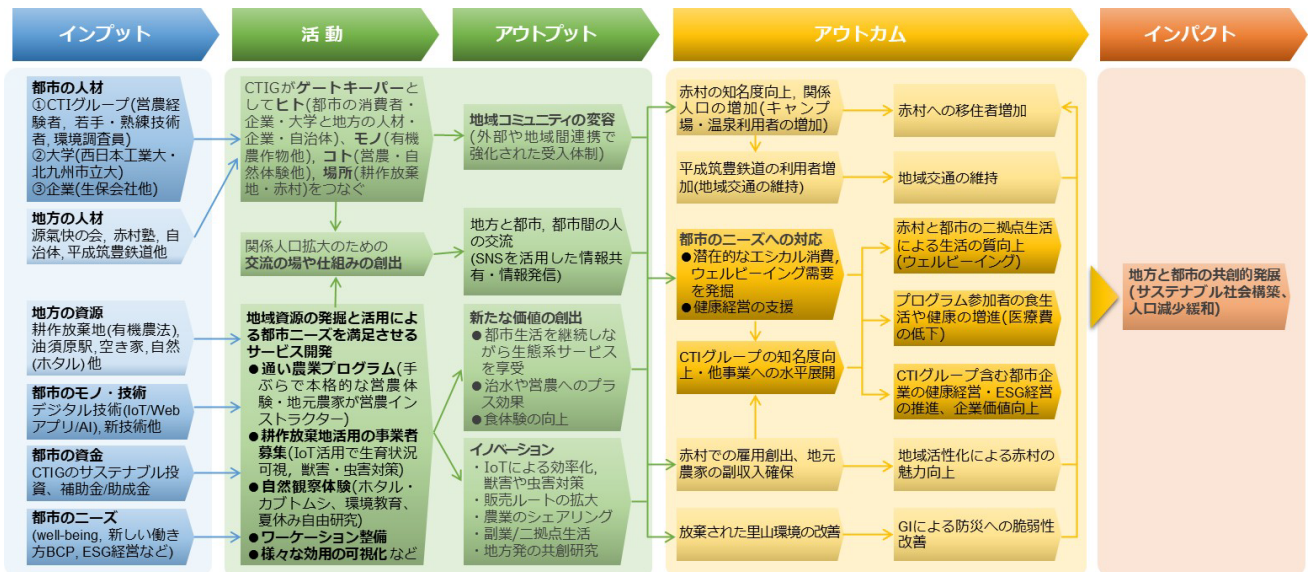 インプット
活 動
アウトプット
アウトカム
インパクト
都市の人材
①CTIグループ(営農経
験者, 若手・熟練技術
者, 環境調査員)
②大学(西日本工業大・
北九州市立大)
③企業(生保会社他)
地方の人材
源氣快の会, 赤村塾, 自
治体, 平成筑豊鉄道他
地方の資源
耕作放棄地(有機農法),
油須原駅, 空き家, 自然
(ホタル) 他
都市のモノ・技術
デジタル技術(IoT/Web
アプリ/AI), 新技術他
都市の資金
CTIGのサステナブル投
資、補助金/助成金
都市のニーズ
(well-being, 新しい働き
方BCP, ESG経営など)
CTIGがゲートキーパーと
してヒト(都市の消費者・
企業・大学と地方の人材・
企業・自治体)、モノ(有機
農作物他), コト(営農・自
然体験他), 場所(耕作放棄
地・赤村)をつなぐ
関係人口拡大のための
交流の場や仕組みの創出
地域資源の発掘と活用によ
る都市ニーズを満足させる
サービス開発
●通い農業プログラム(手
ぶらで本格的な営農体
験・地元農家が営農イン
ストラクター)
●耕作放棄地活用の事業者
募集(IoT活用で生育状況
可視, 獣害・虫害対策)
●自然観察体験(ホタル・
カブトムシ、環境教育、
夏休み自由研究)
●ワーケーション整備
●様々な効用の可視化 など
地域コミュニティの変容
(外部や地域間連携で
強化された受入体制)
地方と都市, 都市間の人
の交流
(SNSを活用した情報共
有・情報発信)
新たな価値の創出
●都市生活を継続しな
がら生態系サービス
を享受
●治水や営農へのプラ
ス効果
●食体験の向上
イノベーション
・IoTによる効率化,
獣害や虫害対策
・販売ルートの拡大
・農業のシェアリング
・副業/二拠点生活
・地方発の共創研究
赤村の知名度向上, 関係
人口の増加(キャンプ
場・温泉利用者の増加)
平成筑豊鉄道の利用者増
加(地域交通の維持)
都市のニーズへの対応
●潜在的なエシカル消費,
ウェルビーイング需要
を発掘
●健康経営の支援
CTIグループの知名度向
上・他事業への水平展開
赤村での雇用創出、地元
農家の副収入確保
放棄された里山環境の改善
赤村への移住者増加
地域交通の維持
赤村と都市の二拠点生活
による生活の質向上
(ウェルビーイング)
プログラム参加者の食生
活や健康の増進(医療費
の低下)
CTIグループ含む都市企
業の健康経営・ESG経営
の推進、企業価値向上
地域活性化による赤村の
魅力向上
GIによる防災への脆弱性
改善
地方と都市の共創的発展
(サステナブル社会構築、
人口減少緩和)